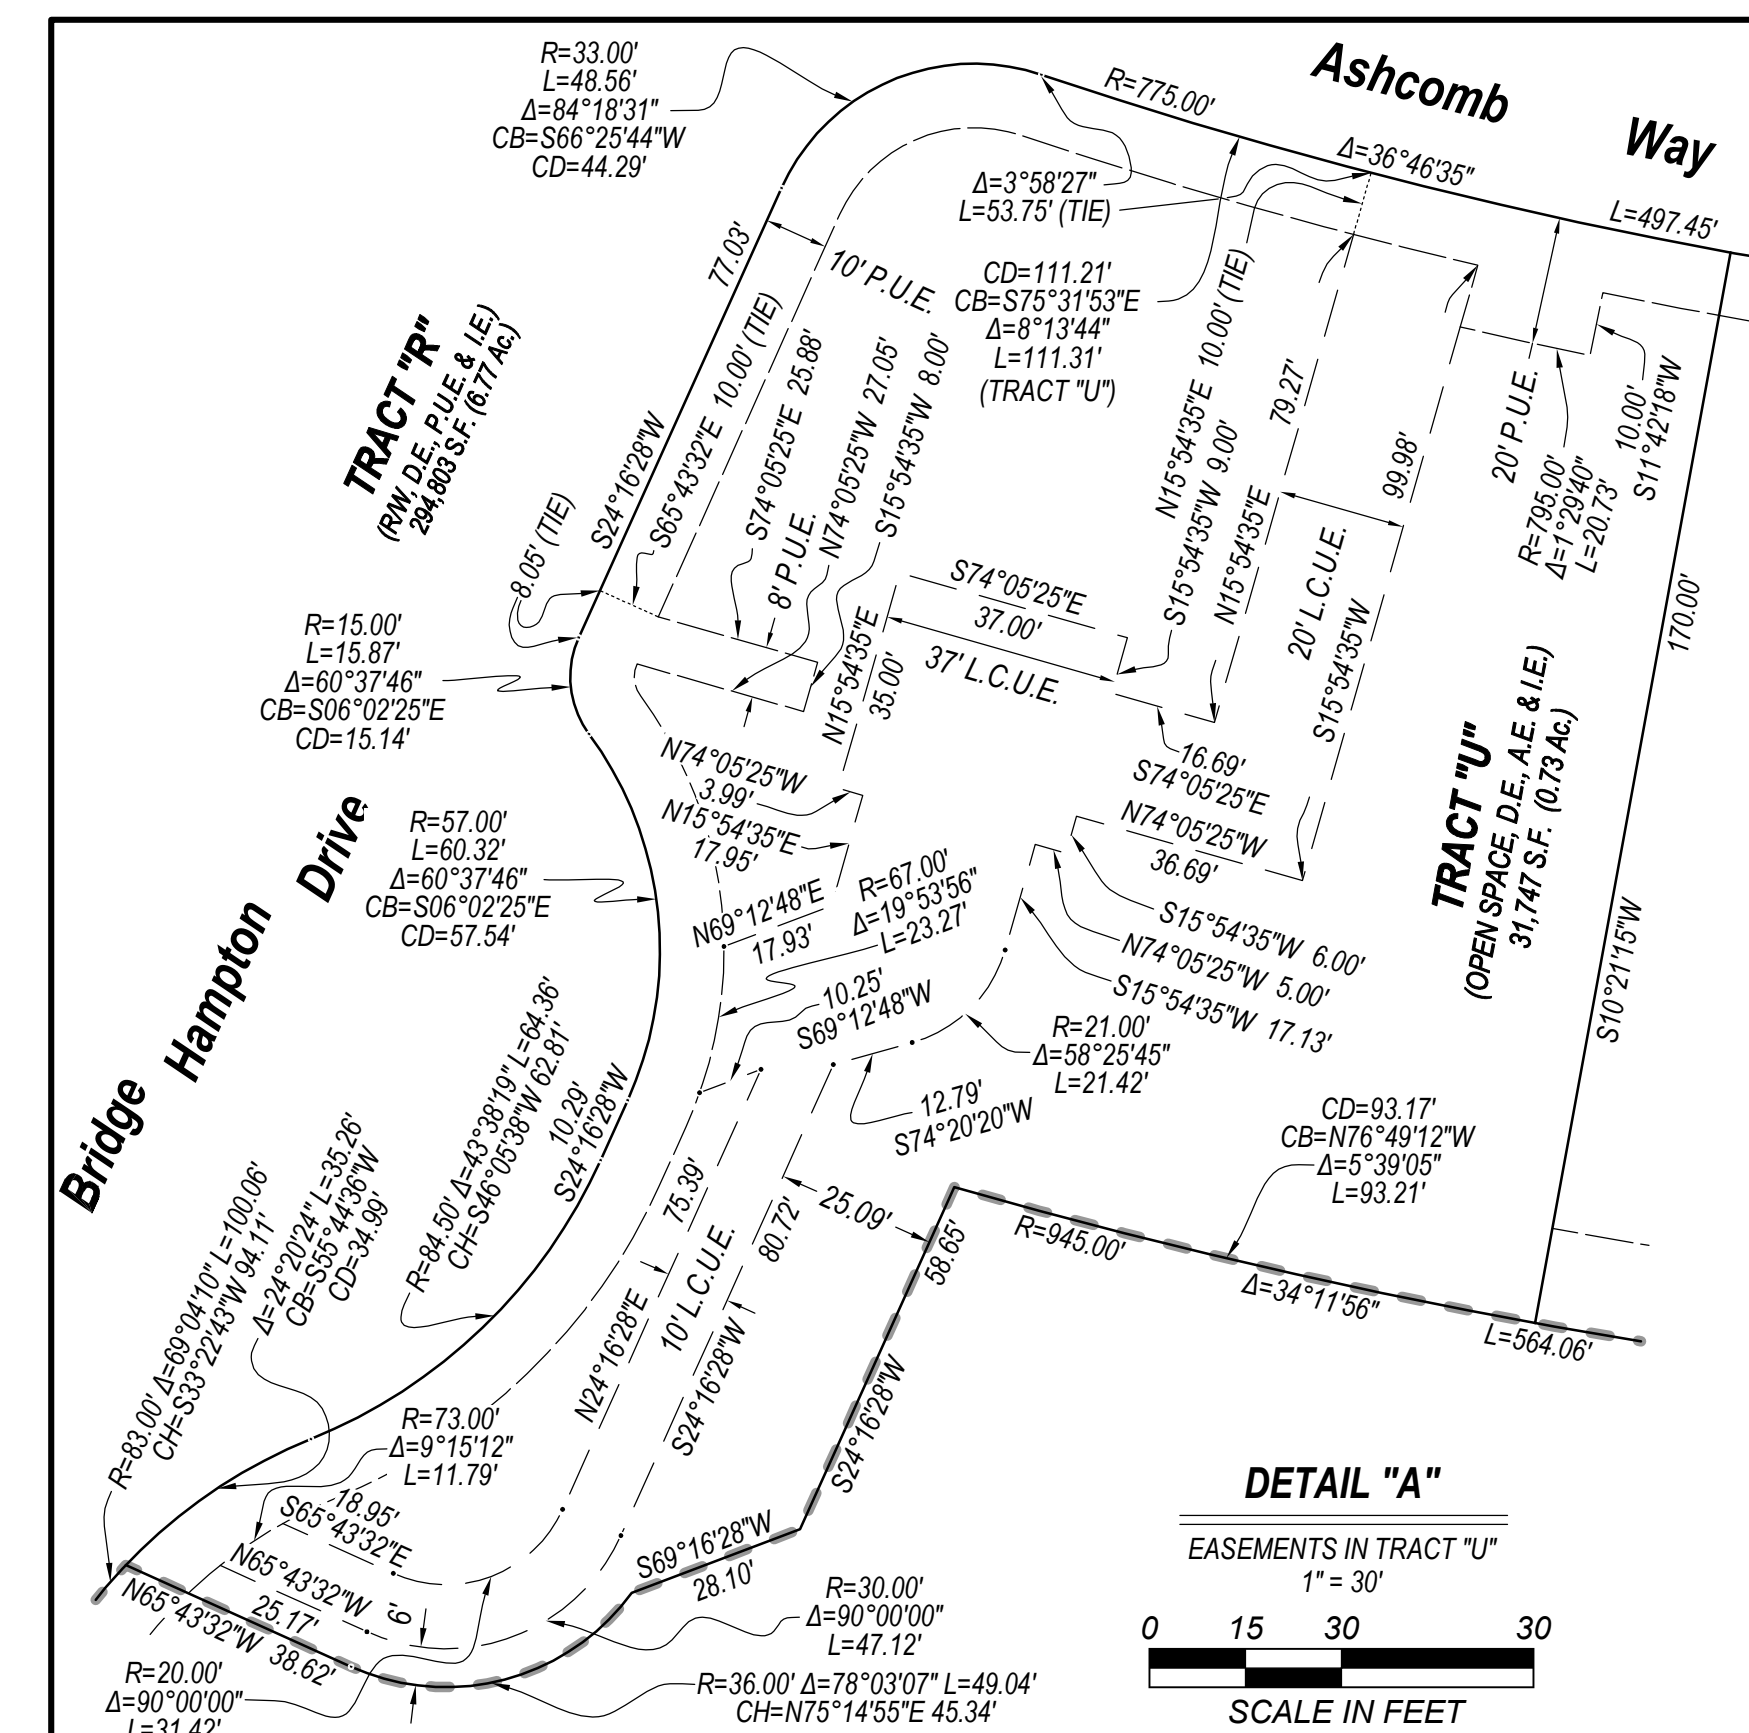 Ashcomb Way
R=33.00'
L=48.56'
Δ=84°18'31"
CB=S66°25'44"W
CD=44.29'
R=775.00'
Δ=36°46'35"
L=497.45'
Δ=3°58'27"
L=53.75' (TIE)
77.03'
S24°16'28"W
10' P.U.E.
CD=111.21'
CB=S75°31'53"E
Δ=8°13'44"
L=111.31'
(TRACT "U")
TRACT "R"
(R/W, D.E., P.U.E. & I.E.)
294,803 S.F. (6.77 Ac.)
8.05' (TIE)
S65°43'32"E 10.00' (TIE)
S74°05'25"E 25.88'
8' P.U.E.
N74°05'25"W 27.05'
S15°54'35"W 8.00'
N15°54'35"E
35.00'
S74°05'25"E
37.00'
37' L.C.U.E.
N15°54'35"E 10.00' (TIE)
S15°54'35"W 9.00'
N15°54'35"E
79.27'
20' L.C.U.E.
99.98'
S15°54'35"W
20' P.U.E.
R=795.00'
Δ=1°29'40"
L=20.73'
10.00'
S11°42'18"W
170.00'
S10°21'15"W
TRACT "U"
(OPEN SPACE, D.E., A.E. & I.E.)
31,747 S.F. (0.73 Ac.)
R=15.00'
L=15.87'
Δ=60°37'46"
CB=S06°02'25"E
CD=15.14'
N74°05'25"W
3.99'
N15°54'35"E
17.95'
16.69'
S74°05'25"E
N74°05'25"W
36.69'
R=57.00'
L=60.32'
Δ=60°37'46"
CB=S06°02'25"E
CD=57.54'
N69°12'48"E
17.93'
R=67.00'
Δ=19°53'56"
L=23.27'
S15°54'35"W 6.00'
N74°05'25"W 5.00'
S15°54'35"W 17.13'
10.25'
S69°12'48"W
R=21.00'
Δ=58°25'45"
L=21.42'
12.79'
S74°20'20"W
Bridge Hampton Drive
R=84.50' Δ=43°38'19" L=64.36'
CH=S46°05'38"W 62.81'
10.29'
S24°16'28"W
R=83.00' Δ=69°04'10" L=100.06'
CH=S33°22'43"W 94.11'
Δ=24°20'24" L=35.26'
CB=S55°44'36"W
CD=34.99'
CD=93.17'
CB=N76°49'12"W
Δ=5°39'05"
L=93.21'
75.39'
N24°16'28"E
10' L.C.U.E.
80.72'
S24°16'28"W
25.09'
58.65'
S24°16'28"W
R=945.00'
Δ=34°11'56"
L=564.06'
R=73.00'
Δ=9°15'12"
L=11.79'
18.95'
S65°43'32"E
N65°43'32"W
25.17'
6'
N65°43'32"W 38.62'
S69°16'28"W
28.10'
R=30.00'
Δ=90°00'00"
L=47.12'
R=36.00' Δ=78°03'07" L=49.04'
CH=N75°14'55"E 45.34'
R=20.00'
Δ=90°00'00"
L=31.42'
DETAIL "A"
EASEMENTS IN TRACT "U"
1" = 30'
0 15 30 30
SCALE IN FEET